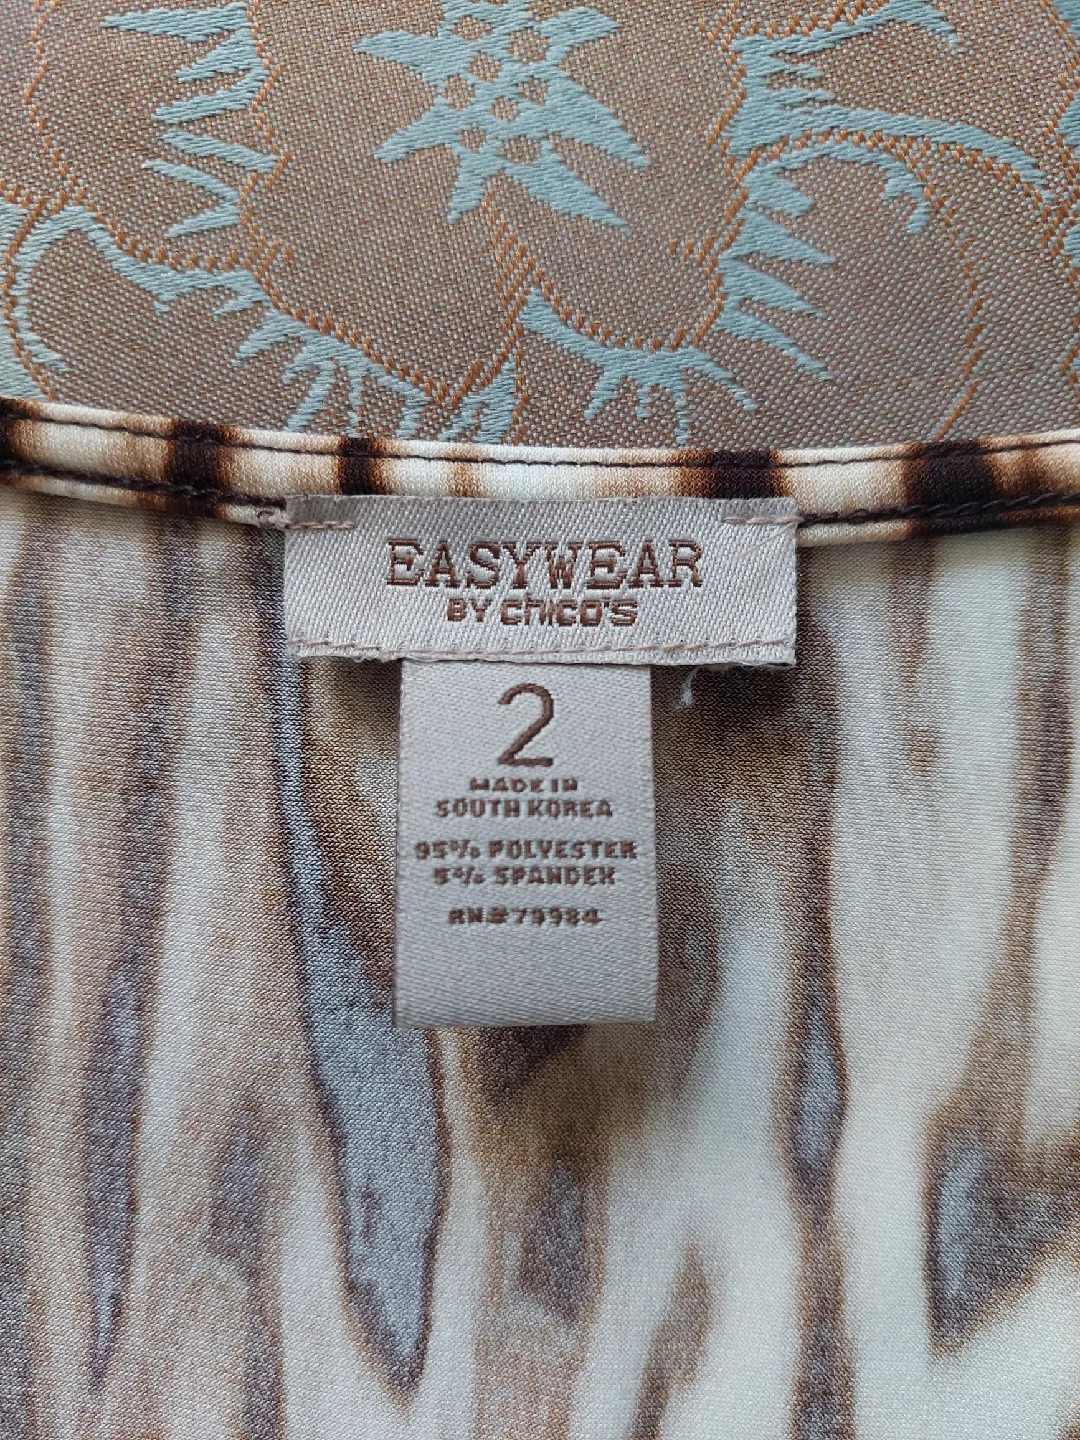 EASYWEAR
BY CHICO'S
2
MADE IN
SOUTH KOREA
95% POLYESTER
5% SPANDEX
RN#79984